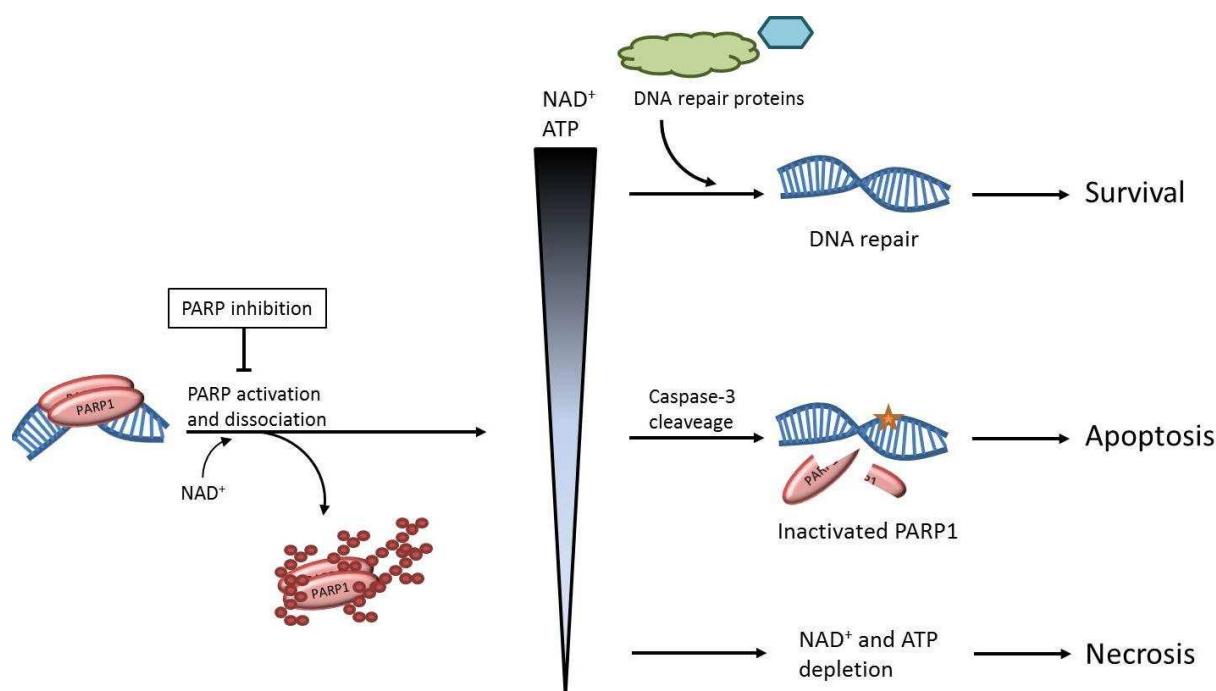 NAD⁺
ATP
DNA repair proteins
DNA repair
Survival
PARP inhibition
PARP1
PARP activation
and dissociation
NAD⁺
PARP1
Caspase-3
cleaveage
Inactivated PARP1
Apoptosis
NAD⁺ and ATP
depletion
Necrosis